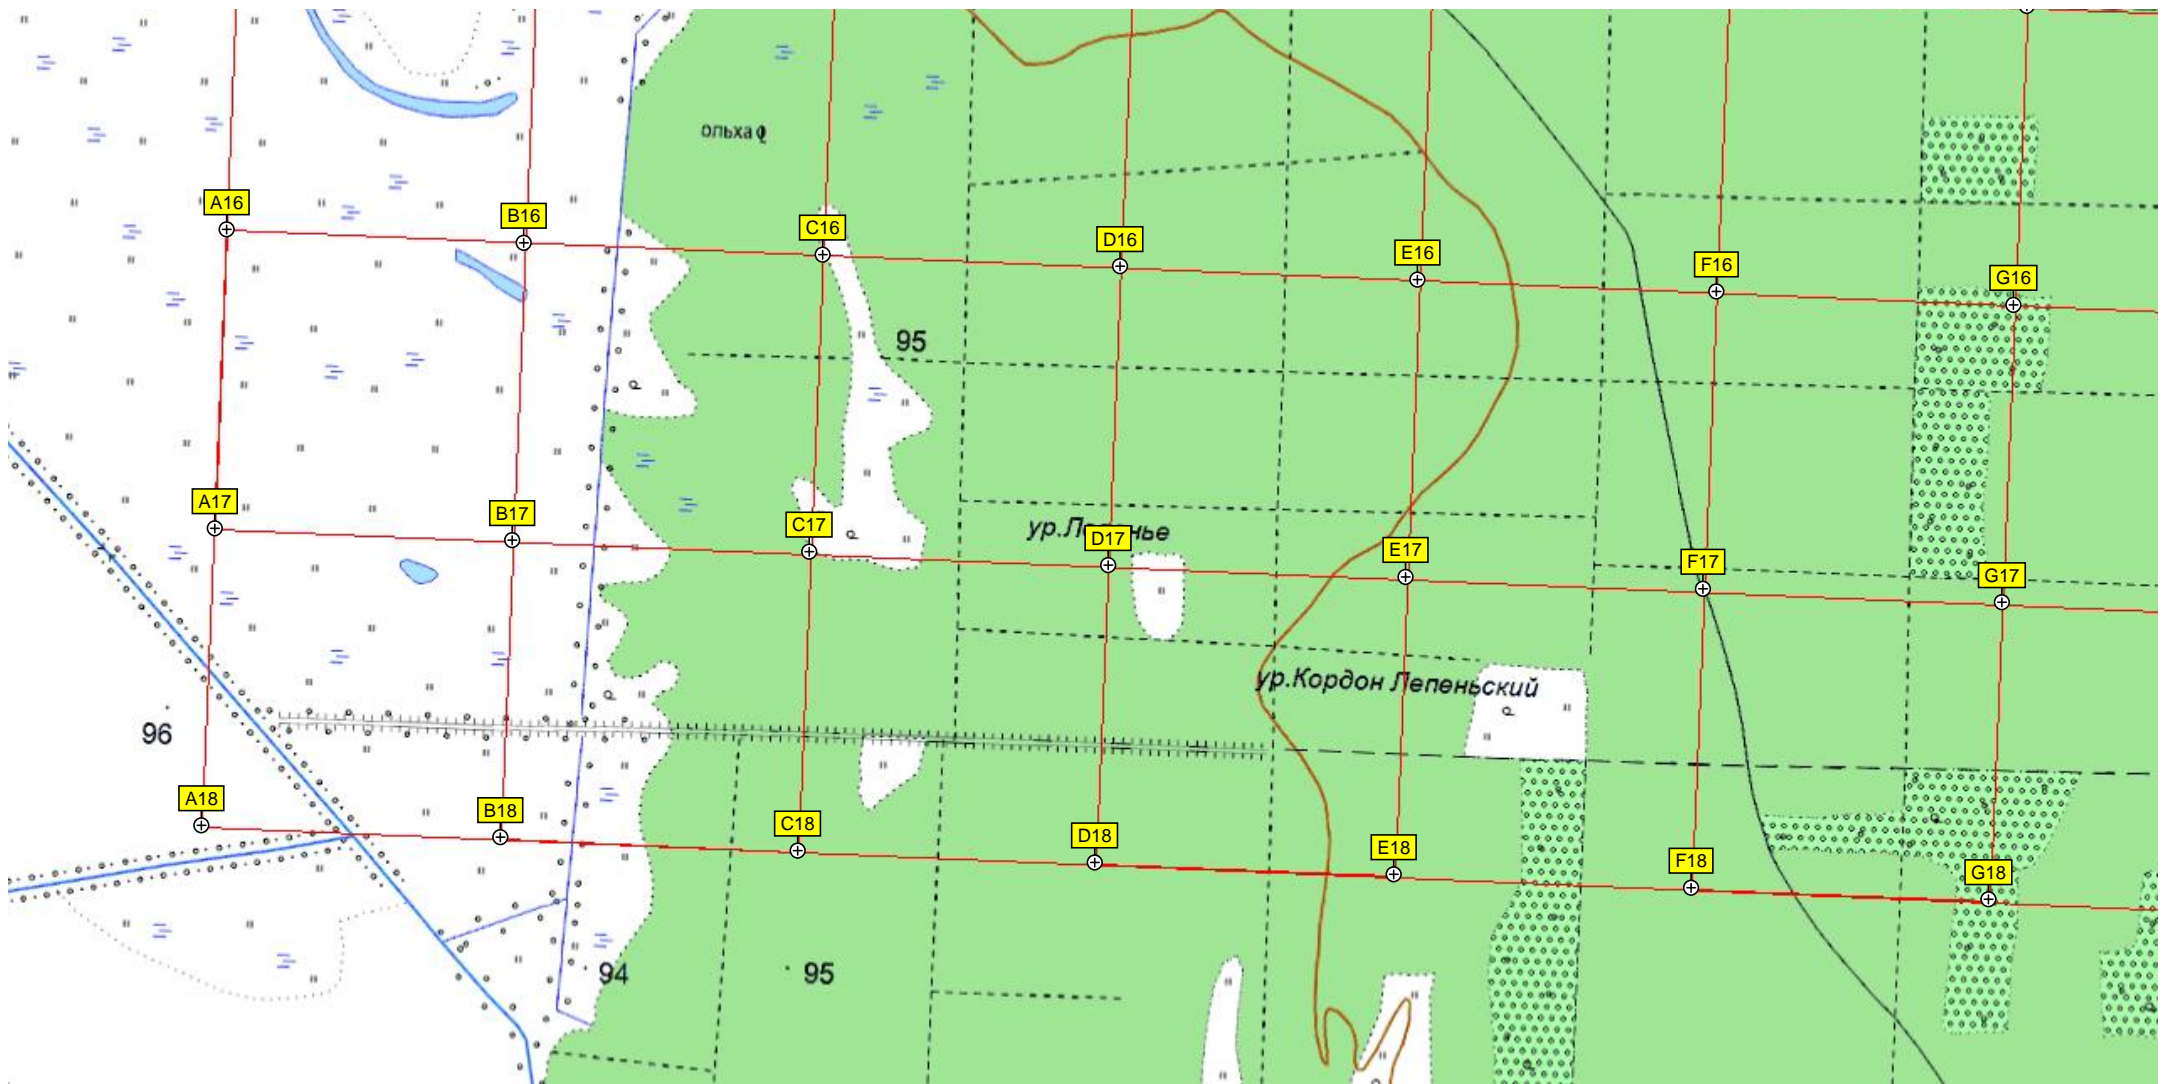 ольха
A16
B16
C16
D16
E16
F16
G16
95
A17
B17
C17
ур.
нье
D17
E17
F17
G17
ур.Кордон Лепеньский
96
A18
B18
C18
D18
E18
F18
G18
94
95